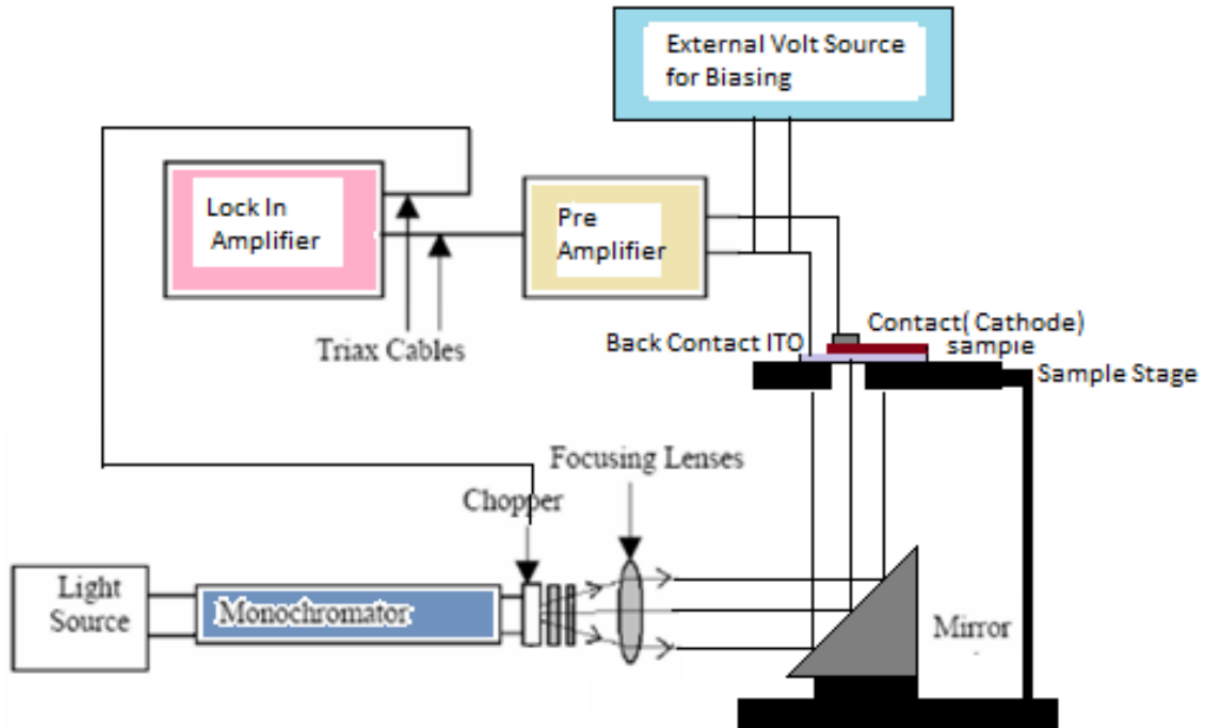 External Volt Source
for Biasing
Lock In
Amplifier
Pre
Amplifier
Triax Cables
Contact( Cathode)
Back Contact ITO
sample
Sample Stage
Focusing Lenses
Chopper
Light
Source
Monochromator
Mirror